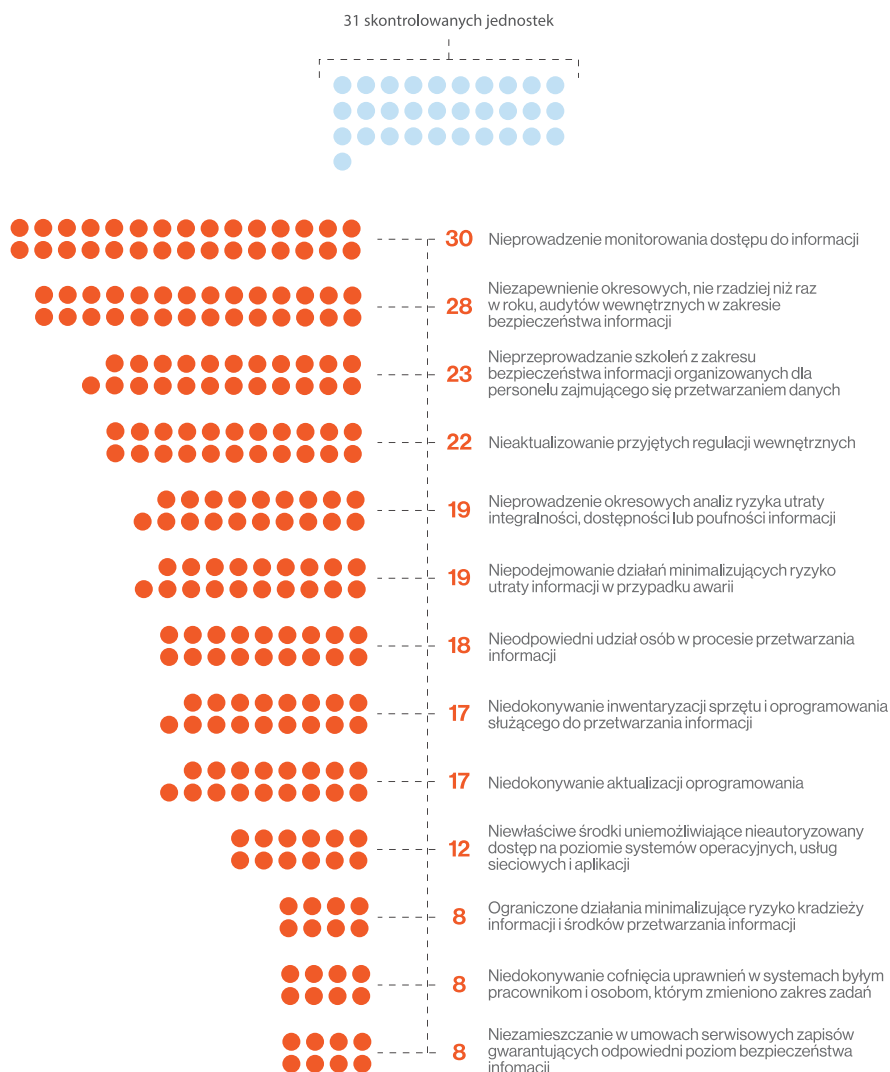 31 skontrolowanych jednostek
30 Nieprowadzenie monitorowania dostępu do informacji
Niezapewnienie okresowych, nie rzadziej niż raz
28 w roku, audytów wewnętrznych w zakresie
bezpieczeństwa informacji
Nieprzeprowadzanie szkoleń z zakresu
23 bezpieczeństwa informacji organizowanych dla
personelu zajmującego się przetwarzaniem danych
22 Nieaktualizowanie przyjętych regulacji wewnętrznych
19 Nieprowadzenie okresowych analiz ryzyka utraty
integralności, dostępności lub poufności informacji
19 Niepodejmowanie działań minimalizujących ryzyko
utraty informacji w przypadku awarii
18 Nieodpowiedni udział osób w procesie przetwarzania
informacji
17 Niedokonywanie inwentaryzacji sprzętu i oprogramowania
służącego do przetwarzania informacji
17 Niedokonywanie aktualizacji oprogramowania
Niewłaściwe środki uniemożliwiające nieautoryzowany
12 dostęp na poziomie systemów operacyjnych, usług
sieciowych i aplikacji
8 Ograniczone działania minimalizujące ryzyko kradzieży
informacji i środków przetwarzania informacji
8 Niedokonywanie cofnięcia uprawnień w systemach byłym
pracownikom i osobom, którym zmieniono zakres zadań
Niezamieszczanie w umowach serwisowych zapisów
8 gwarantujących odpowiedni poziom bezpieczeństwa
infomacji